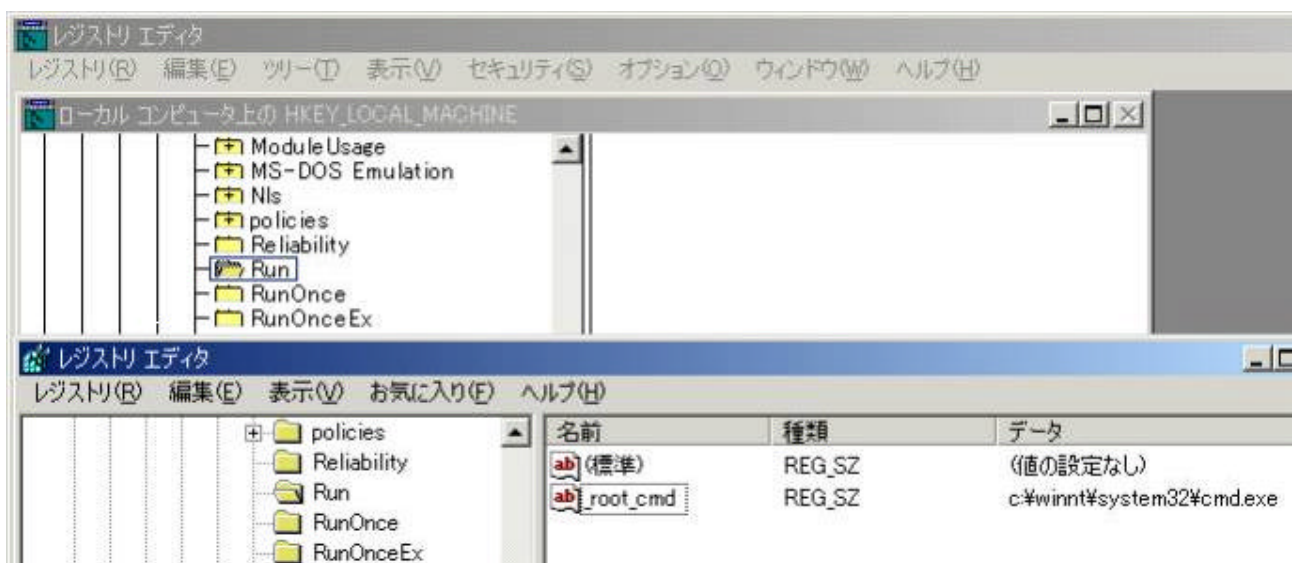 レジストリ エディタ
レジストリ(R) 編集(E) ツリー(T) 表示(V) セキュリティ(S) オプション(O) ウィンドウ(W) ヘルプ(H)
ローカル コンピュータ上の HKEY_LOCAL_MACHINE
ModuleUsage
MS-DOS Emulation
Nls
policies
Reliability
Run
RunOnce
RunOnceEx
レジストリ エディタ
レジストリ(R) 編集(E) 表示(V) お気に入り(F) ヘルプ(H)
policies
Reliability
Run
RunOnce
RunOnceEx
名前 種類 データ
(標準) REG_SZ (値の設定なし)
_root_cmd REG_SZ c:¥winnt¥system32¥cmd.exe